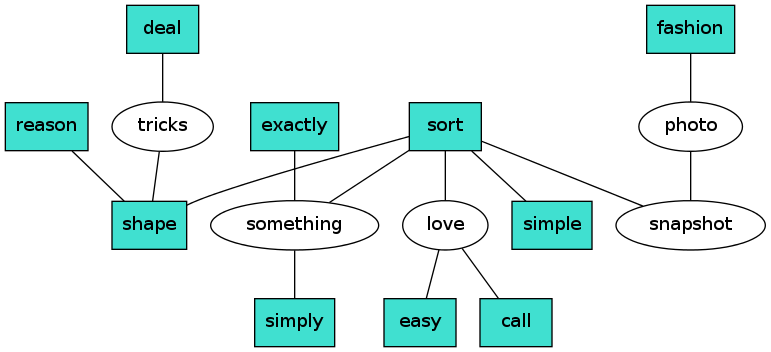 deal
fashion
reason
tricks
exactly
sort
photo
shape
something
love
simple
snapshot
simply
easy
call